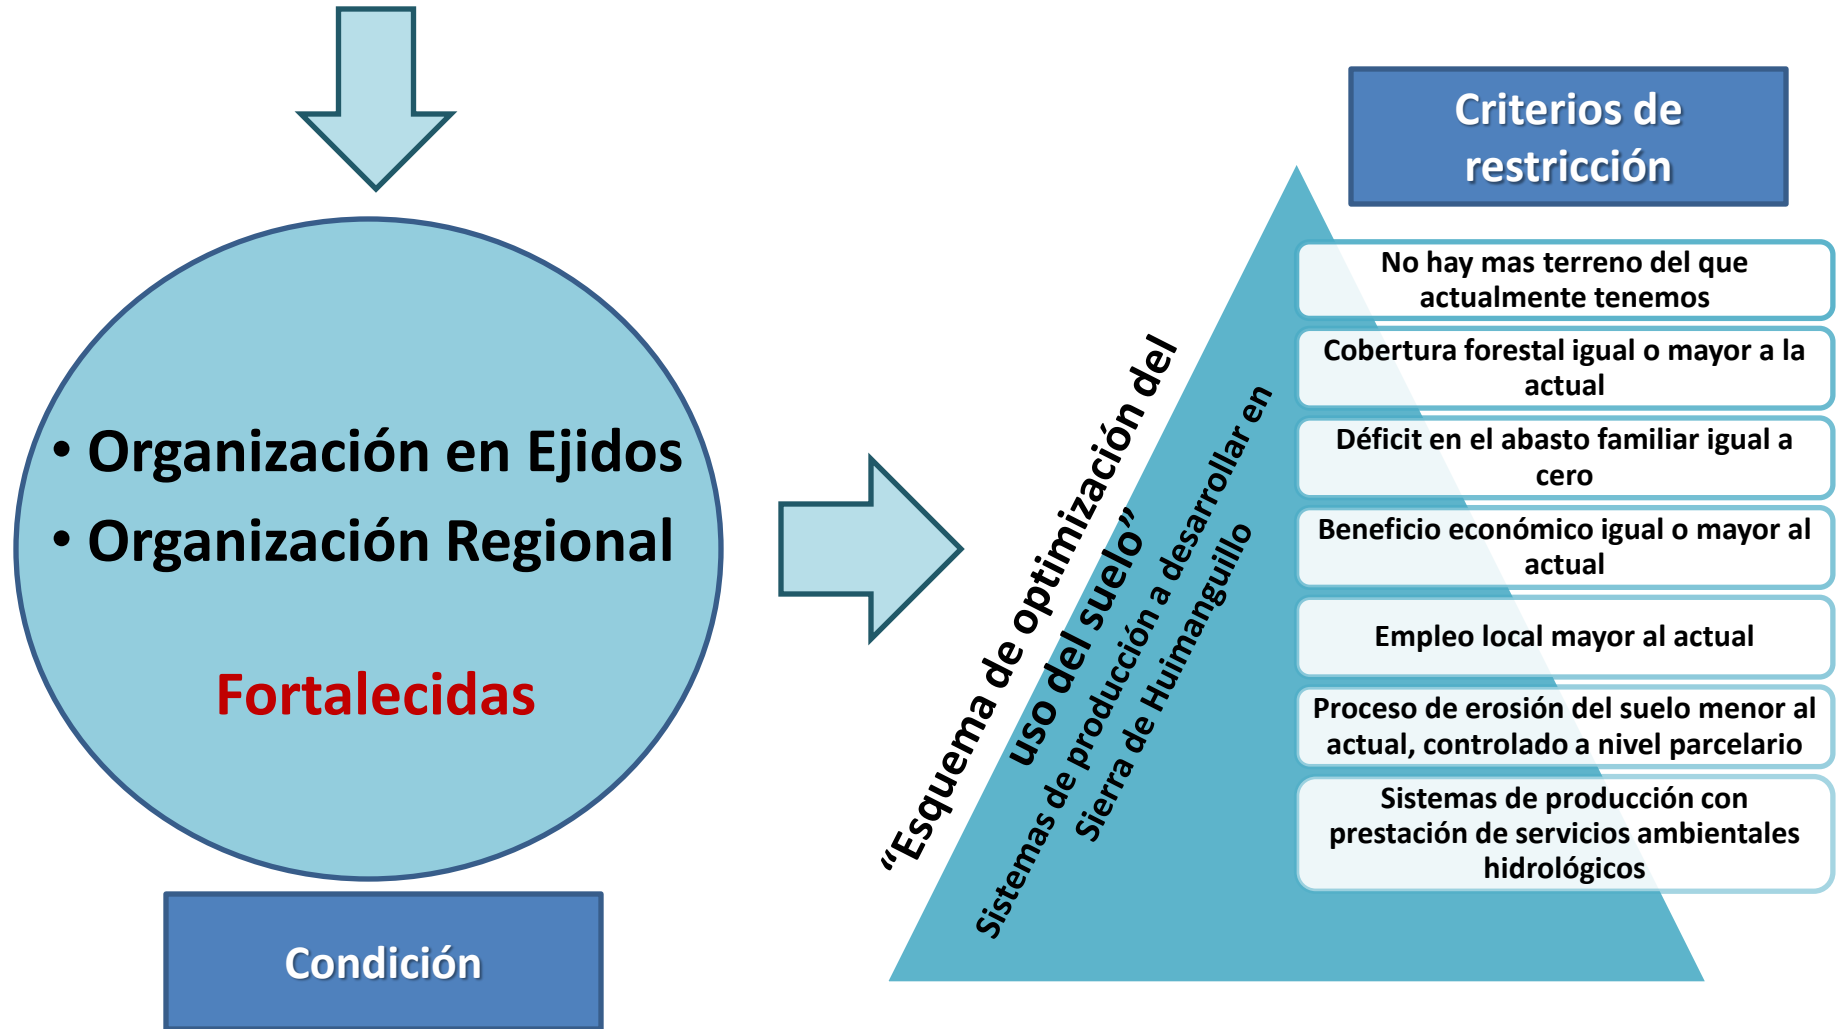 • Organización en Ejidos
• Organización Regional
Fortalecidas
Condición
“Esquema de optimización del
uso del suelo”
Sistemas de producción a desarrollar en
Sierra de Huimanguillo
Criterios de
restricción
No hay mas terreno del que
actualmente tenemos
Cobertura forestal igual o mayor a la
actual
Déficit en el abasto familiar igual a
cero
Beneficio económico igual o mayor al
actual
Empleo local mayor al actual
Proceso de erosión del suelo menor al
actual, controlado a nivel parcelario
Sistemas de producción con
prestación de servicios ambientales
hidrológicos